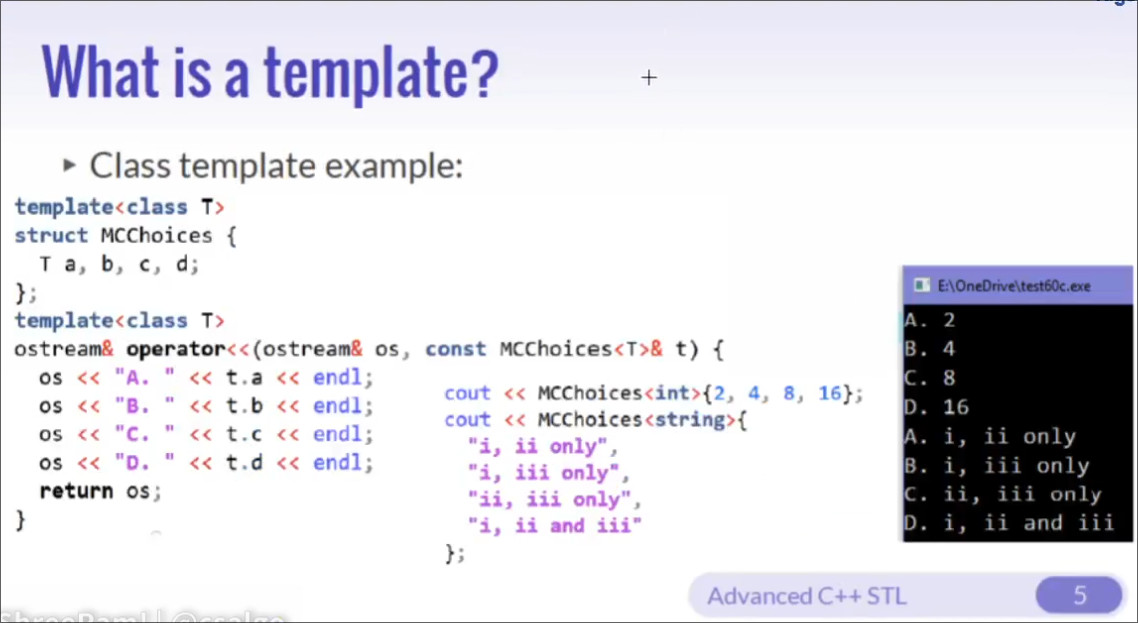 What is a template?
▸ Class template example:
template<class T>
struct MCChoices {
  T a, b, c, d;
};
template<class T>
ostream& operator<<(ostream& os, const MCChoices<T>& t) {
  os << "A. " << t.a << endl;
  os << "B. " << t.b << endl;
  os << "C. " << t.c << endl;
  os << "D. " << t.d << endl;
  return os;
}
cout << MCChoices<int>{2, 4, 8, 16};
cout << MCChoices<string>{
  "i, ii only",
  "i, iii only",
  "ii, iii only",
  "i, ii and iii"
};
E:\OneDrive\test60c.exe
A. 2
B. 4
C. 8
D. 16
A. i, ii only
B. i, iii only
C. ii, iii only
D. i, ii and iii
Advanced C++ STL
5